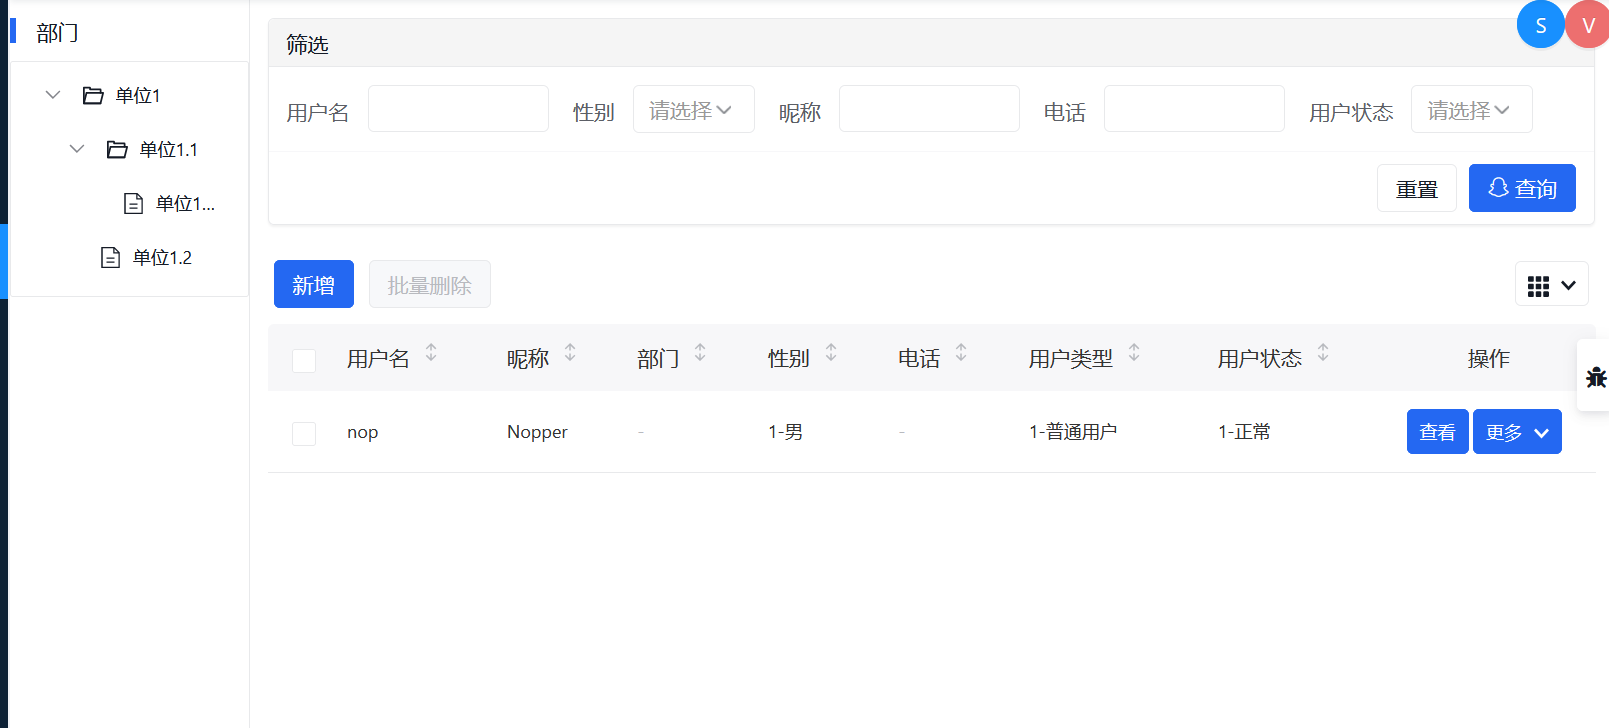 部门
单位1
单位1.1
单位1...
单位1.2
筛选
S V
用户名 性别 请选择 昵称 电话 用户状态 请选择
重置 查询
新增 批量删除
用户名 昵称 部门 性别 电话 用户类型 用户状态 操作
nop Nopper - 1-男 - 1-普通用户 1-正常 查看 更多